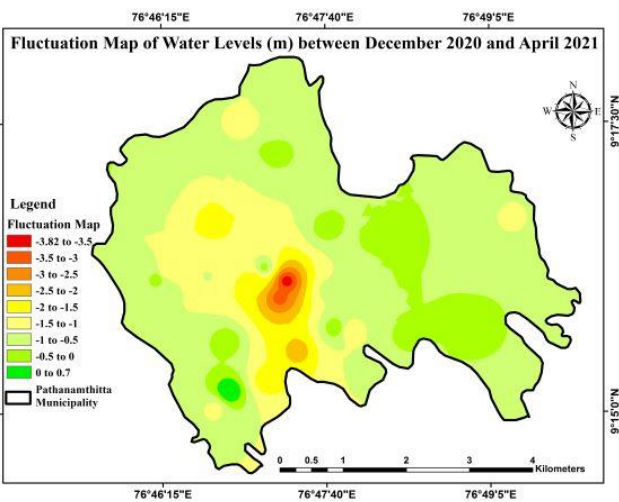 76°46'15"E 76°47'40"E 76°49'5"E
Fluctuation Map of Water Levels (m) between December 2020 and April 2021
N
W E
S
9°17'30"N
Legend
Fluctuation Map
-3.82 to -3.5
-3.5 to -3
-3 to -2.5
-2.5 to -2
-2 to -1.5
-1.5 to -1
-1 to -0.5
-0.5 to 0
0 to 0.7
Pathanamthitta
Municipality
9°15'0"N
0 0.5 1 2 3 4
Kilometers
76°46'15"E 76°47'40"E 76°49'5"E